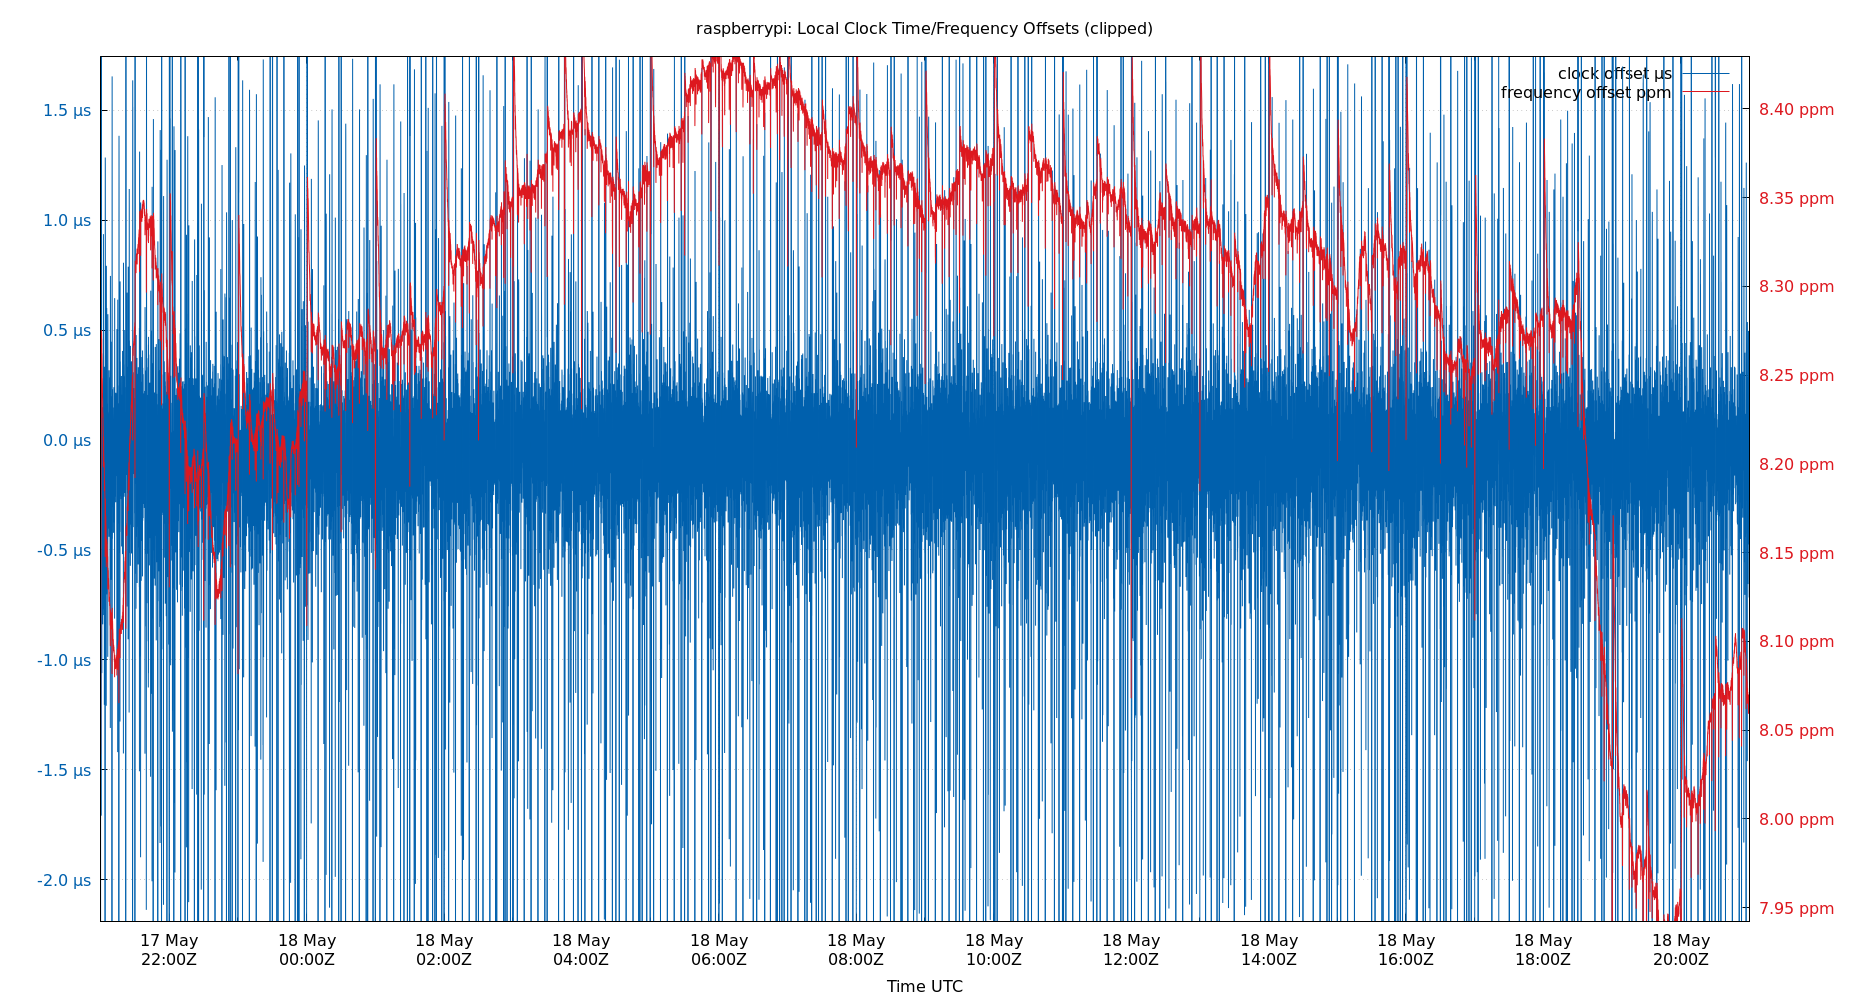 raspberrypi: Local Clock Time/Frequency Offsets (clipped)
clock offset μs
frequency offset ppm
1.5 μs
1.0 μs
0.5 μs
0.0 μs
-0.5 μs
-1.0 μs
-1.5 μs
-2.0 μs
8.40 ppm
8.35 ppm
8.30 ppm
8.25 ppm
8.20 ppm
8.15 ppm
8.10 ppm
8.05 ppm
8.00 ppm
7.95 ppm
17 May 18 May 18 May 18 May 18 May 18 May 18 May 18 May 18 May 18 May 18 May 18 May
22:00Z 00:00Z 02:00Z 04:00Z 06:00Z 08:00Z 10:00Z 12:00Z 14:00Z 16:00Z 18:00Z 20:00Z
Time UTC